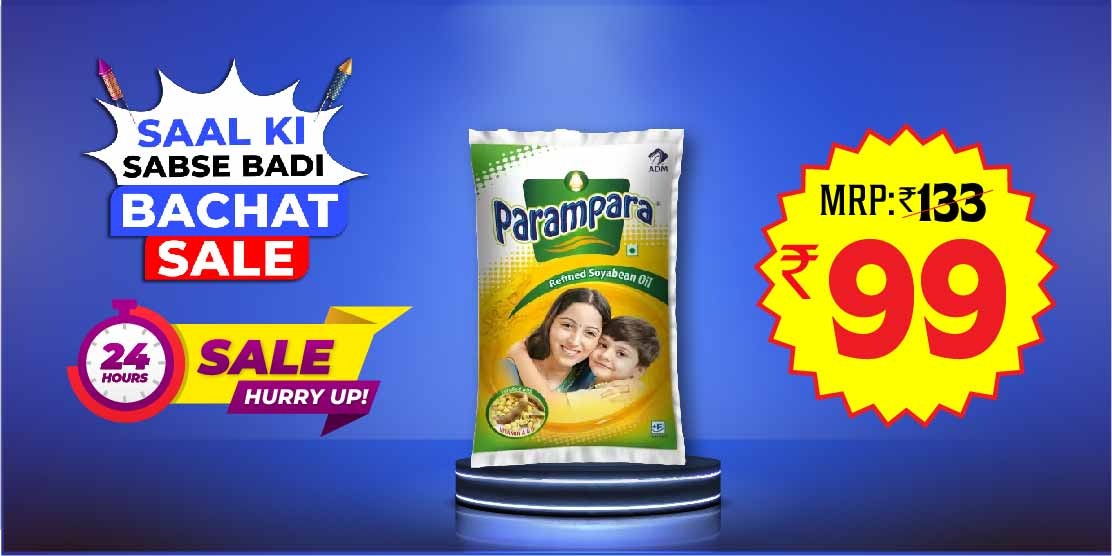 SAAL KI
SABSE BADI
BACHAT
SALE
24
HOURS
SALE
HURRY UP!
ADM
Parampara
Refined Soyabean Oil
VITAMIN A & D
MRP:₹133
₹99